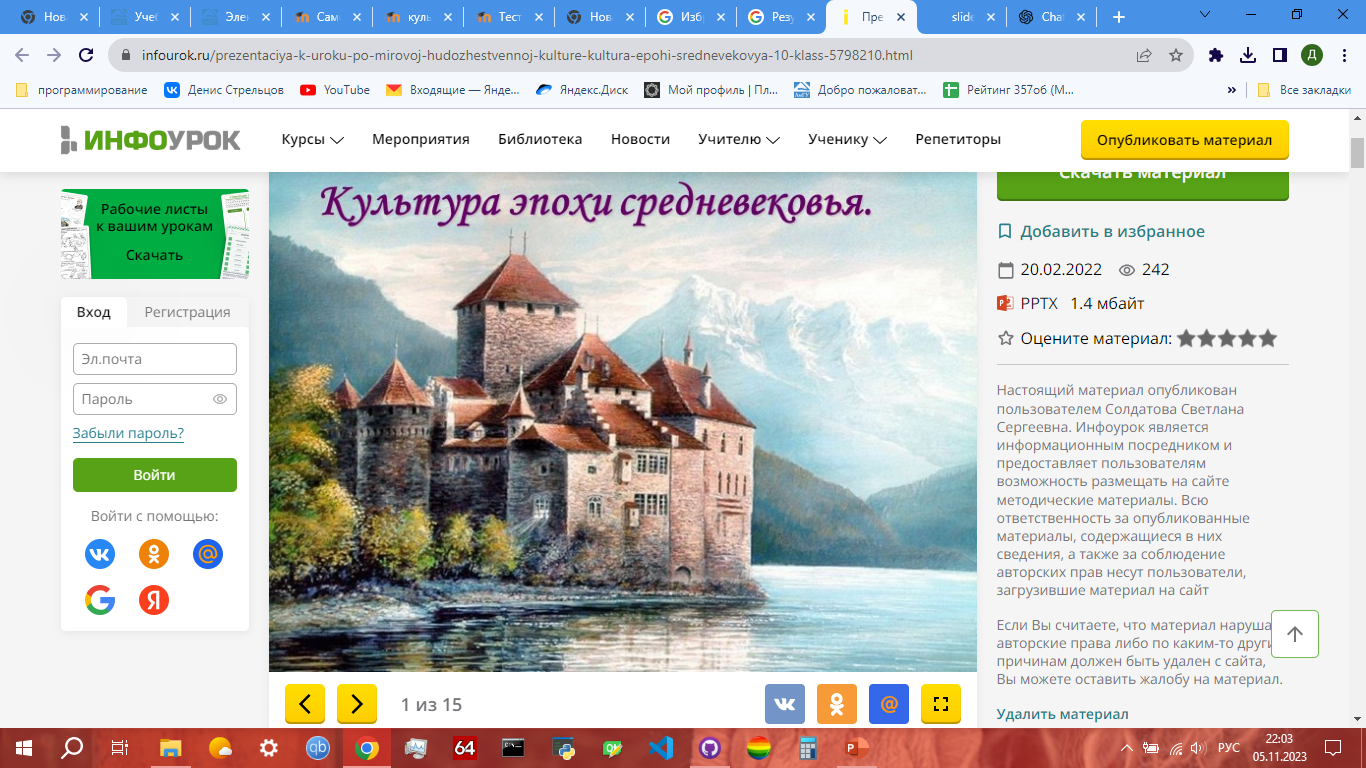 Нов
Уче
Элек
Сам
кул
Тест
Нова
Изб
Резу
Пре
slide
Cha
infourok.ru/prezentaciya-k-uroku-po-mirovoj-hudozhestvennoj-kulture-kultura-epohi-srednevekovya-10-klass-5798210.html
Д
программирование
Денис Стрельцов
YouTube
Входящие — Янде...
Яндекс.Диск
Мой профиль | Пл...
Добро пожаловат...
Рейтинг 357об (М...
»
Все закладки
ИНФОУРОК
Курсы
Мероприятия
Библиотека
Новости
Учителю
Ученику
Репетиторы
Опубликовать материал
Рабочие листы
к вашим урокам
Скачать
Вход
Регистрация
Эл.почта
Пароль
Забыли пароль?
Войти
Войти с помощью:
Культура эпохи средневековья.
1 из 15
Скачать материал
Добавить в избранное
20.02.2022 242
PPTX 1.4 мбайт
Оцените материал:
Настоящий материал опубликован
пользователем Солдатова Светлана
Сергеевна. Инфоурок является
информационным посредником и
предоставляет пользователям
возможность размещать на сайте
методические материалы. Всю
ответственность за опубликованные
материалы, содержащиеся в них
сведения, а также за соблюдение
авторских прав несут пользователи,
загрузившие материал на сайт
Если Вы считаете, что материал наруша
авторские права либо по каким-то други
причинам должен быть удален с сайта,
Вы можете оставить жалобу на материал.
Удалить материал
qb
64
РУС
22:03
05.11.2023